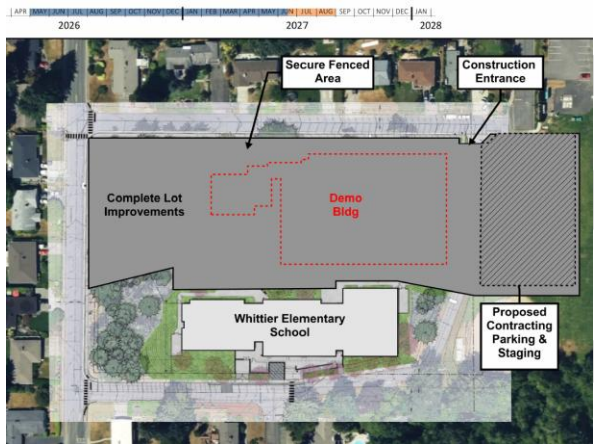 | APR | MAY | JUN | JUL | AUG | SEP | OCT | NOV | DEC | JAN | FEB | MAR | APR | MAY | JUN | JUL | AUG | SEP | OCT | NOV | DEC | JAN |
2026 2027 2028
Secure Fenced
Area
Construction
Entrance
Complete Lot
Improvements
Demo
Bldg
Whittier Elementary
School
Proposed
Contracting
Parking &
Staging